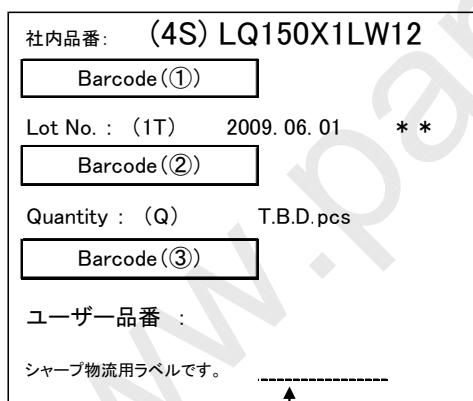 社内品番: (4S) LQ150X1LW12
Barcode(①)
Lot No. : (1T) 2009. 06. 01 * *
Barcode(②)
Quantity : (Q) T.B.D. pcs
Barcode(③)
ユーザー品番 :
シャープ物流用ラベルです。